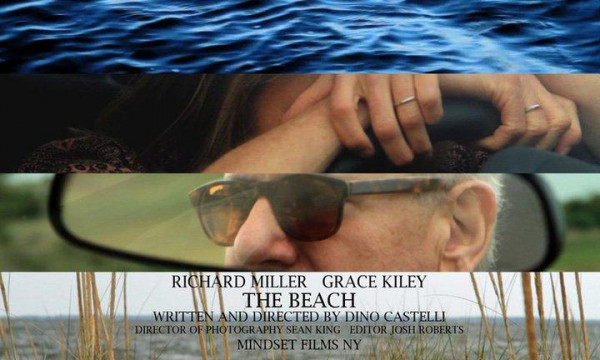 RICHARD MILLER GRACE KILEY
THE BEACH
WRITTEN AND DIRECTED BY DINO CASTELLI
DIRECTOR OF PHOTOGRAPHY SEAN KING EDITOR JOSH ROBERTS
MINDSET FILMS NY